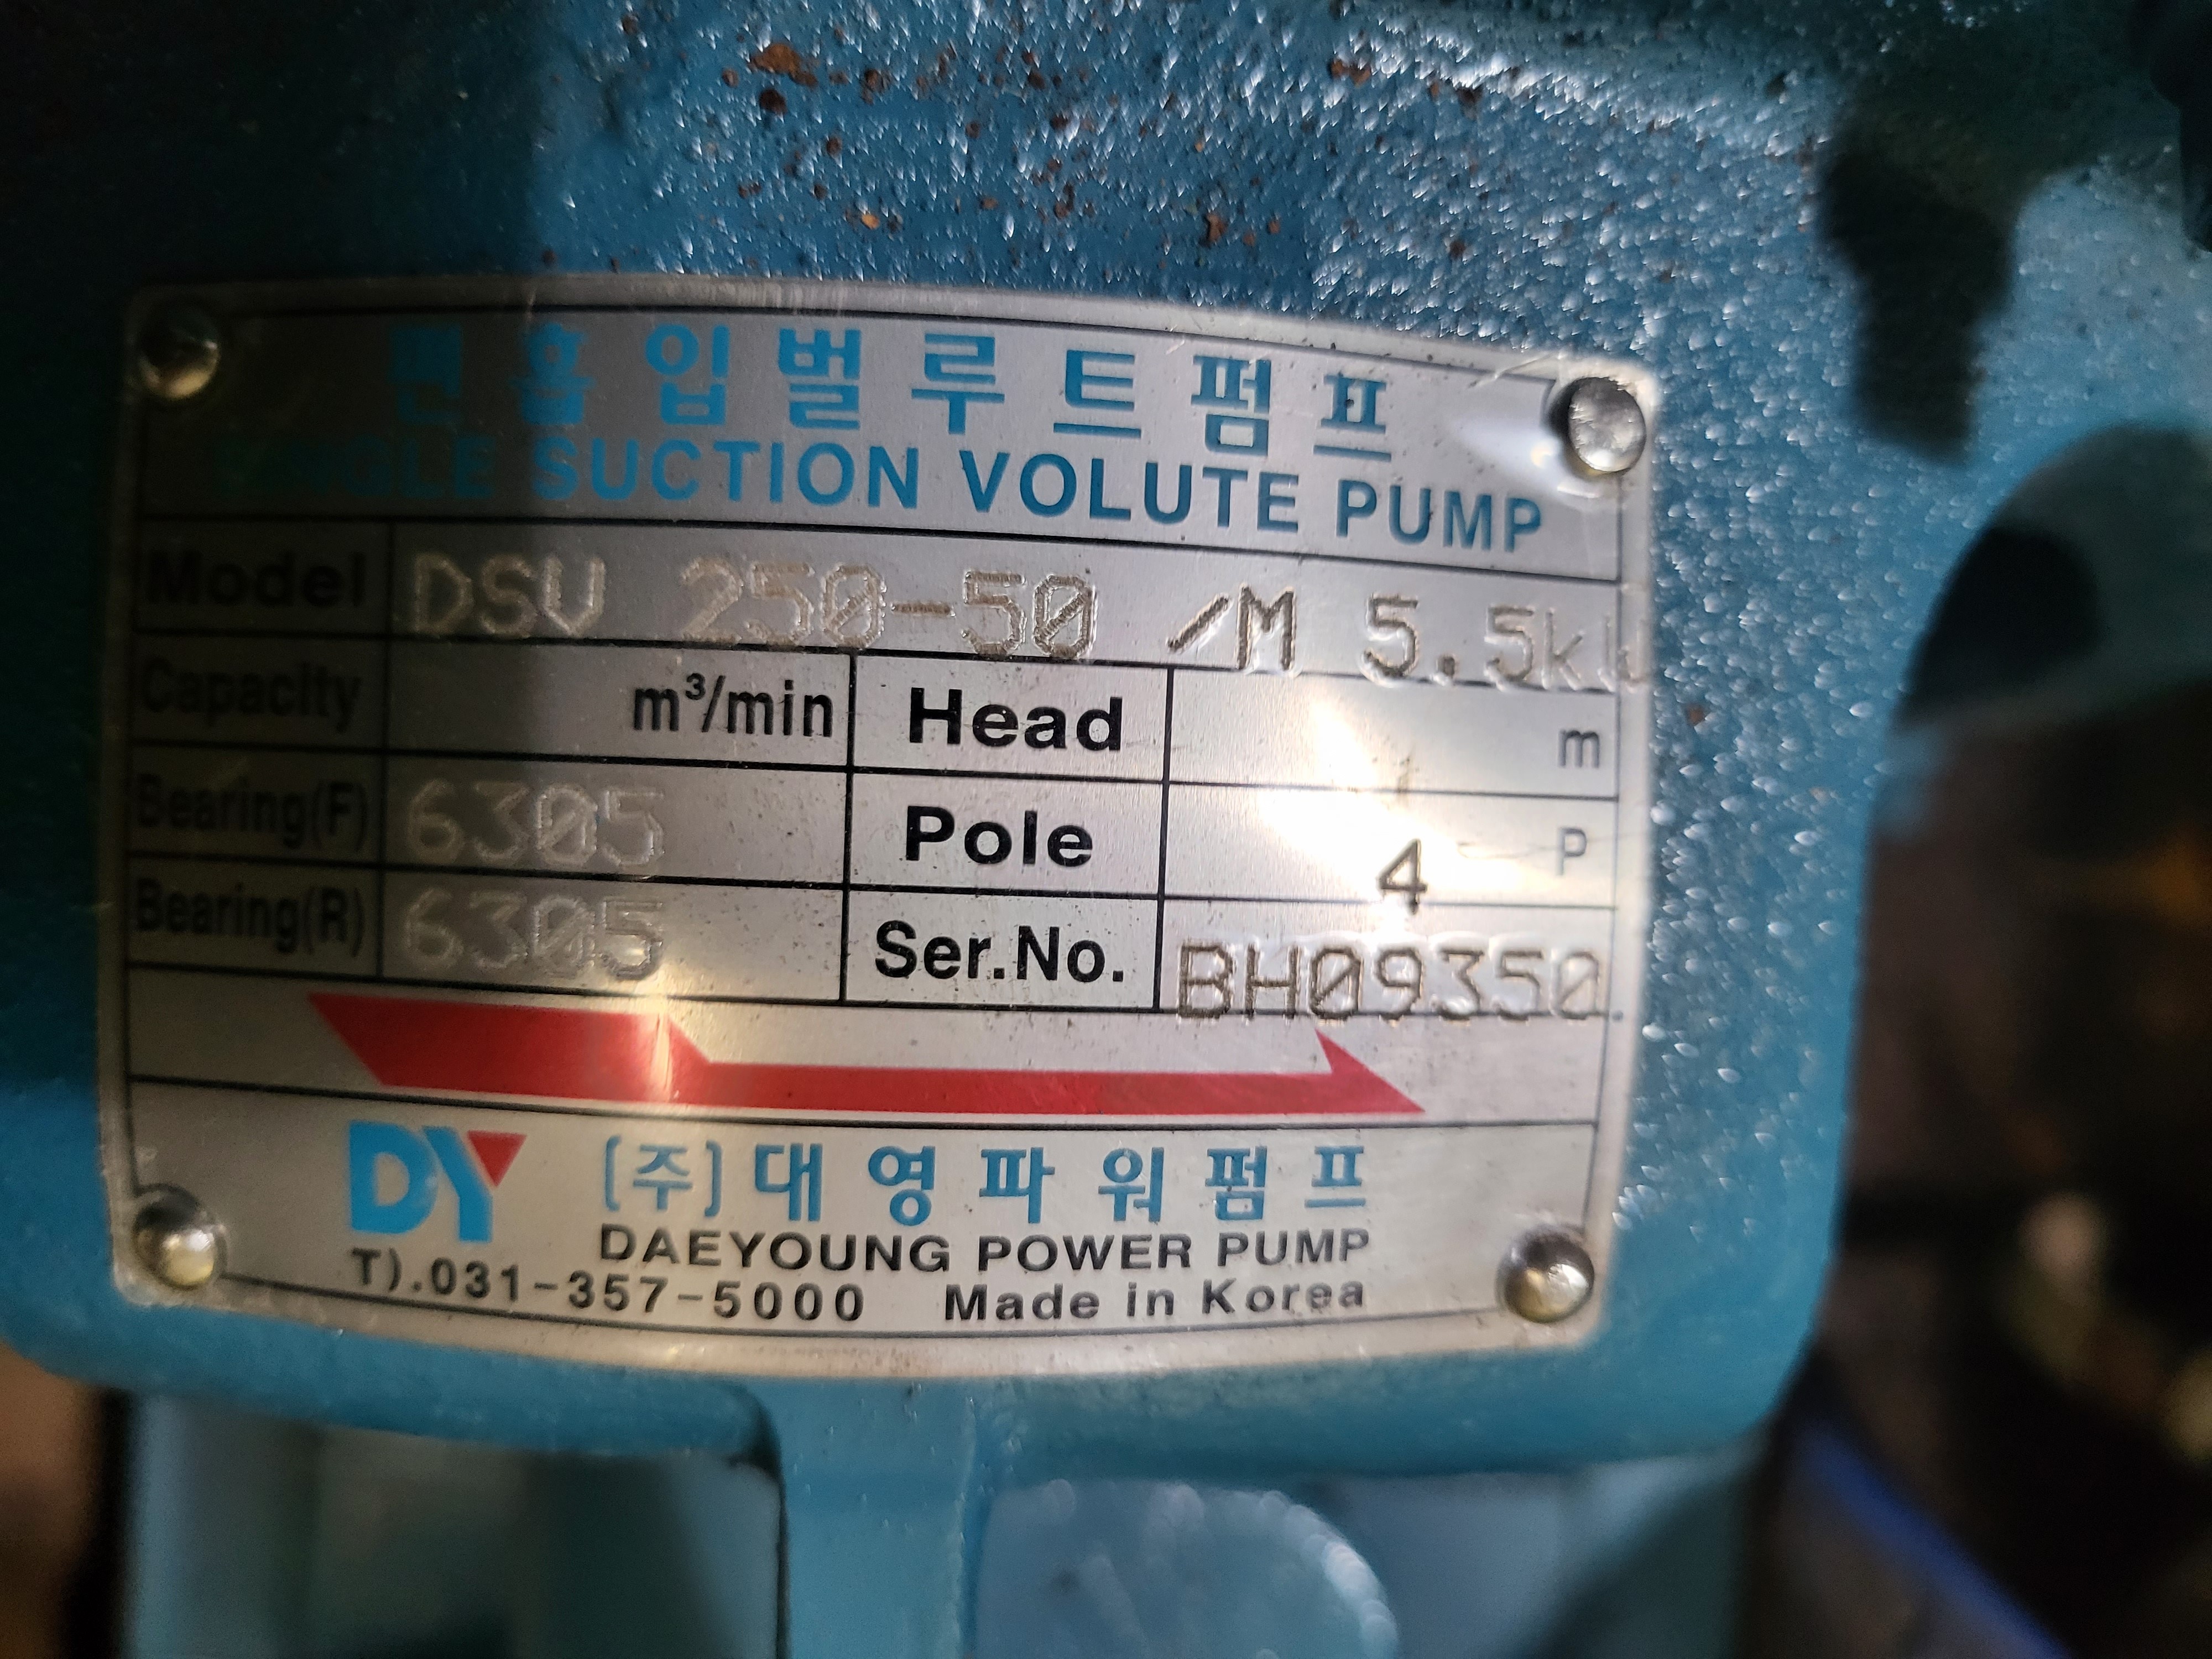 편흡입벌루트펌프
SINGLE SUCTION VOLUTE PUMP
Model DSV 250-50 /M 5.5kW
Capacity m³/min Head m
Bearing(F) 6305 Pole 4 P
Bearing(R) 6305 Ser.No. BH09350
DY (주)대영파워펌프
DAEYOUNG POWER PUMP
T).031-357-5000 Made in Korea